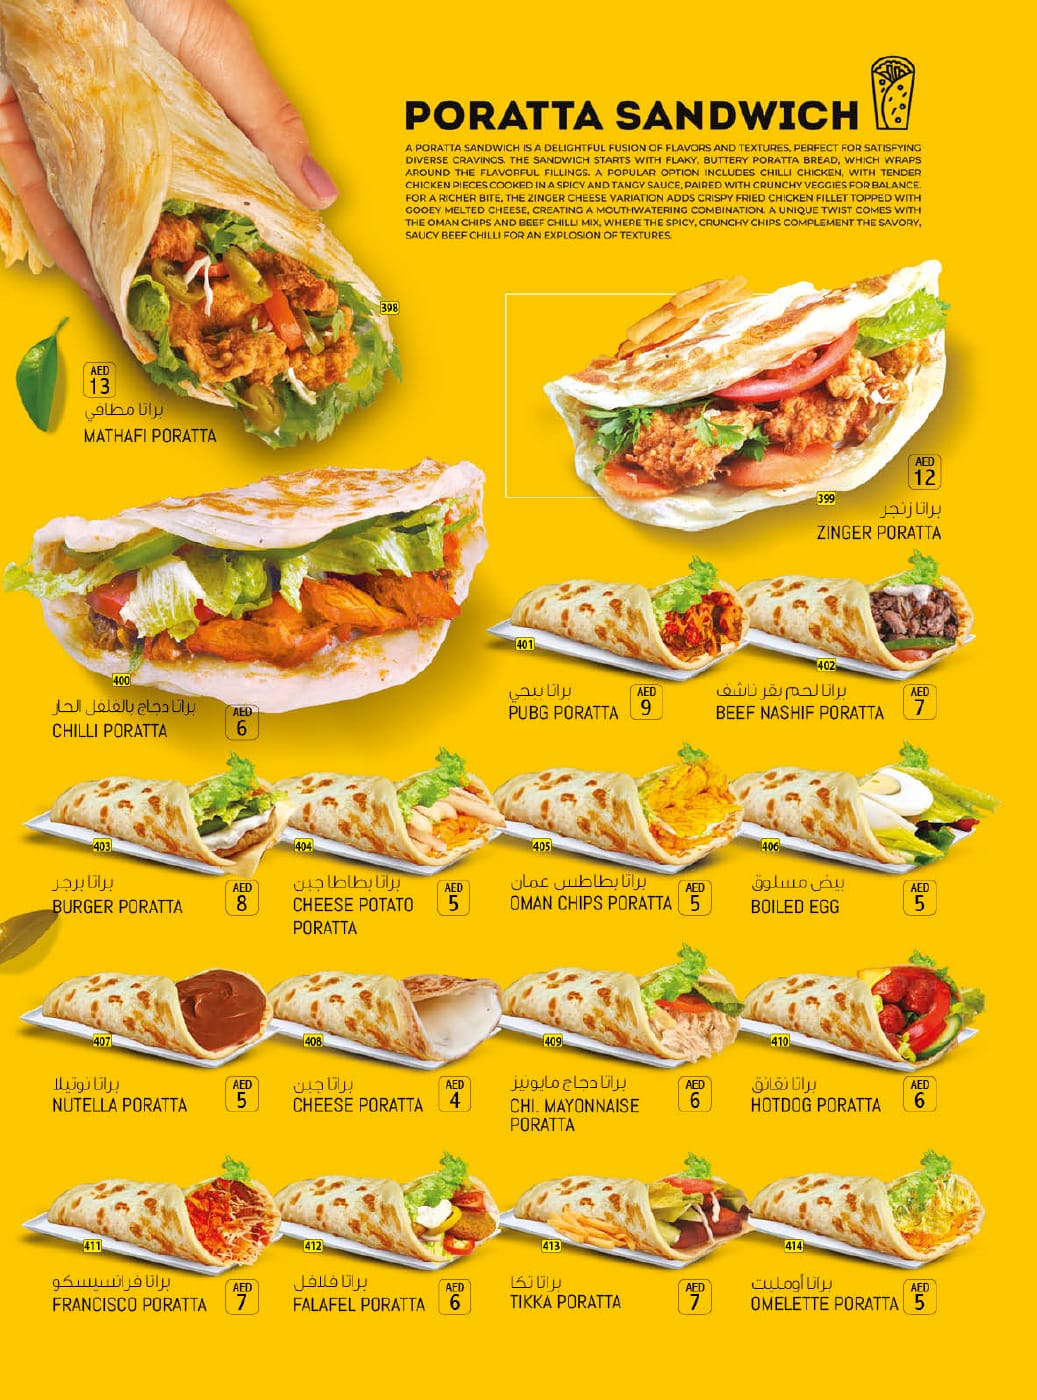 PORATTA SANDWICH
A PORATTA SANDWICH IS A DELIGHTFUL FUSION OF FLAVORS AND TEXTURES, PERFECT FOR SATISFYING
DIVERSE CRAVINGS. THE SANDWICH STARTS WITH FLAKY, BUTTERY PORATTA BREAD, WHICH WRAPS
AROUND THE FLAVORFUL FILLINGS. A POPULAR OPTION INCLUDES CHILLI CHICKEN, WITH TENDER
CHICKEN PIECES COOKED IN A SPICY AND TANGY SAUCE, PAIRED WITH CRUNCHY VEGGIES FOR BALANCE.
FOR A RICHER BITE, THE ZINGER CHEESE VARIATION ADDS CRISPY FRIED CHICKEN FILLET TOPPED WITH
GOOEY MELTED CHEESE, CREATING A MOUTHWATERING COMBINATION. A UNIQUE TWIST COMES WITH
THE OMAN CHIPS AND BEEF CHILLI MIX, WHERE THE SPICY, CRUNCHY CHIPS COMPLEMENT THE SAVORY,
SAUCY BEEF CHILLI FOR AN EXPLOSION OF TEXTURES.
398
AED
13
براتا مطافي
MATHAFI PORATTA
399
AED
12
براتا زنجر
ZINGER PORATTA
400
براتا دجاج بالفلفل الحار
CHILLI PORATTA
AED
6
401
براتا ببجي
PUBG PORATTA
AED
9
402
براتا لحم بقر ناشف
BEEF NASHIF PORATTA
AED
7
403
براتا برجر
BURGER PORATTA
AED
8
404
براتا بطاطا جبن
CHEESE POTATO
PORATTA
AED
5
405
براتا بطاطس عمان
OMAN CHIPS PORATTA
AED
5
406
بيض مسلوق
BOILED EGG
AED
5
407
براتا نوتيلا
NUTELLA PORATTA
AED
5
408
براتا جبن
CHEESE PORATTA
AED
4
409
براتا دجاج مايونيز
CHI. MAYONNAISE
PORATTA
AED
6
410
براتا نقانق
HOTDOG PORATTA
AED
6
411
براتا فرانسيسكو
FRANCISCO PORATTA
AED
7
412
براتا فلافل
FALAFEL PORATTA
AED
6
413
براتا تكا
TIKKA PORATTA
AED
7
414
براتا أومليت
OMELETTE PORATTA
AED
5